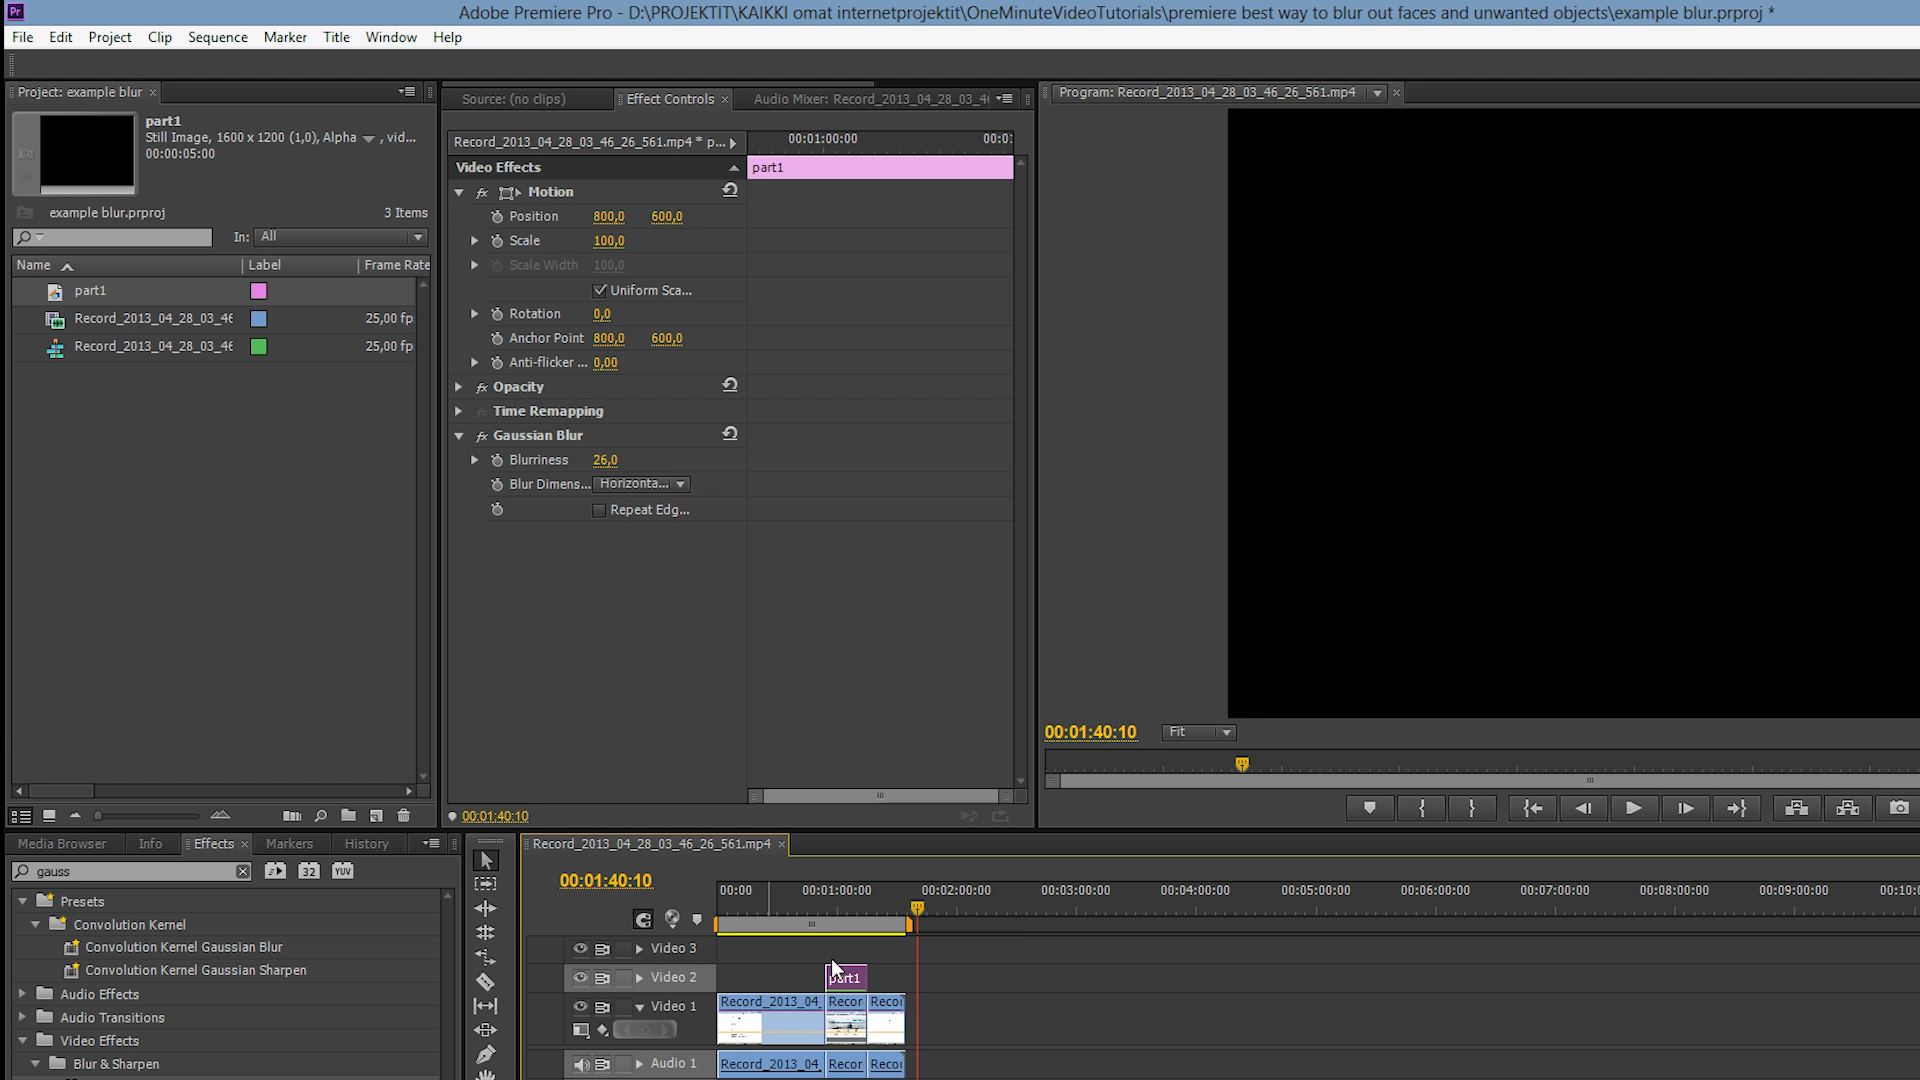 Pr
Adobe Premiere Pro - D:\PROJEKTIT\KAIKKI omat internetprojektit\OneMinuteVideoTutorials\premiere best way to blur out faces and unwanted objects\example blur.prproj *
File Edit Project Clip Sequence Marker Title Window Help
Project: example blur ×
Source: (no clips) Effect Controls × Audio Mixer: Record_2013_04_28_03_4
Program: Record_2013_04_28_03_46_26_561.mp4 ×
part1
Still Image, 1600 x 1200 (1,0), Alpha , vid...
00:00:05:00
example blur.prproj 3 Items
In: All
Name Label Frame Rate
part1
Record_2013_04_28_03_46 25,00 fp
Record_2013_04_28_03_46 25,00 fp
Record_2013_04_28_03_46_26_561.mp4 * p... 00:01:00:00 00:01
Video Effects part1
fx Motion
Position 800,0 600,0
Scale 100,0
Scale Width 100,0
Uniform Sca...
Rotation 0,0
Anchor Point 800,0 600,0
Anti-flicker ... 0,00
fx Opacity
fx Time Remapping
fx Gaussian Blur
Blurriness 26,0
Blur Dimens... Horizonta...
Repeat Edg...
00:01:40:10
00:01:40:10 Fit
Media Browser Info Effects × Markers History
gauss 32 YUV
Presets
Convolution Kernel
Convolution Kernel Gaussian Blur
Convolution Kernel Gaussian Sharpen
Audio Effects
Audio Transitions
Video Effects
Blur & Sharpen
Record_2013_04_28_03_46_26_561.mp4 ×
00:01:40:10
00:00 00:01:00:00 00:02:00:00 00:03:00:00 00:04:00:00 00:05:00:00 00:06:00:00 00:07:00:00 00:08:00:00 00:09:00:00 00:10:0
Video 3
Video 2 part1
Video 1 Record_2013_04_ Recor Recor
Audio 1 Record_2013_04_ Recor Recor